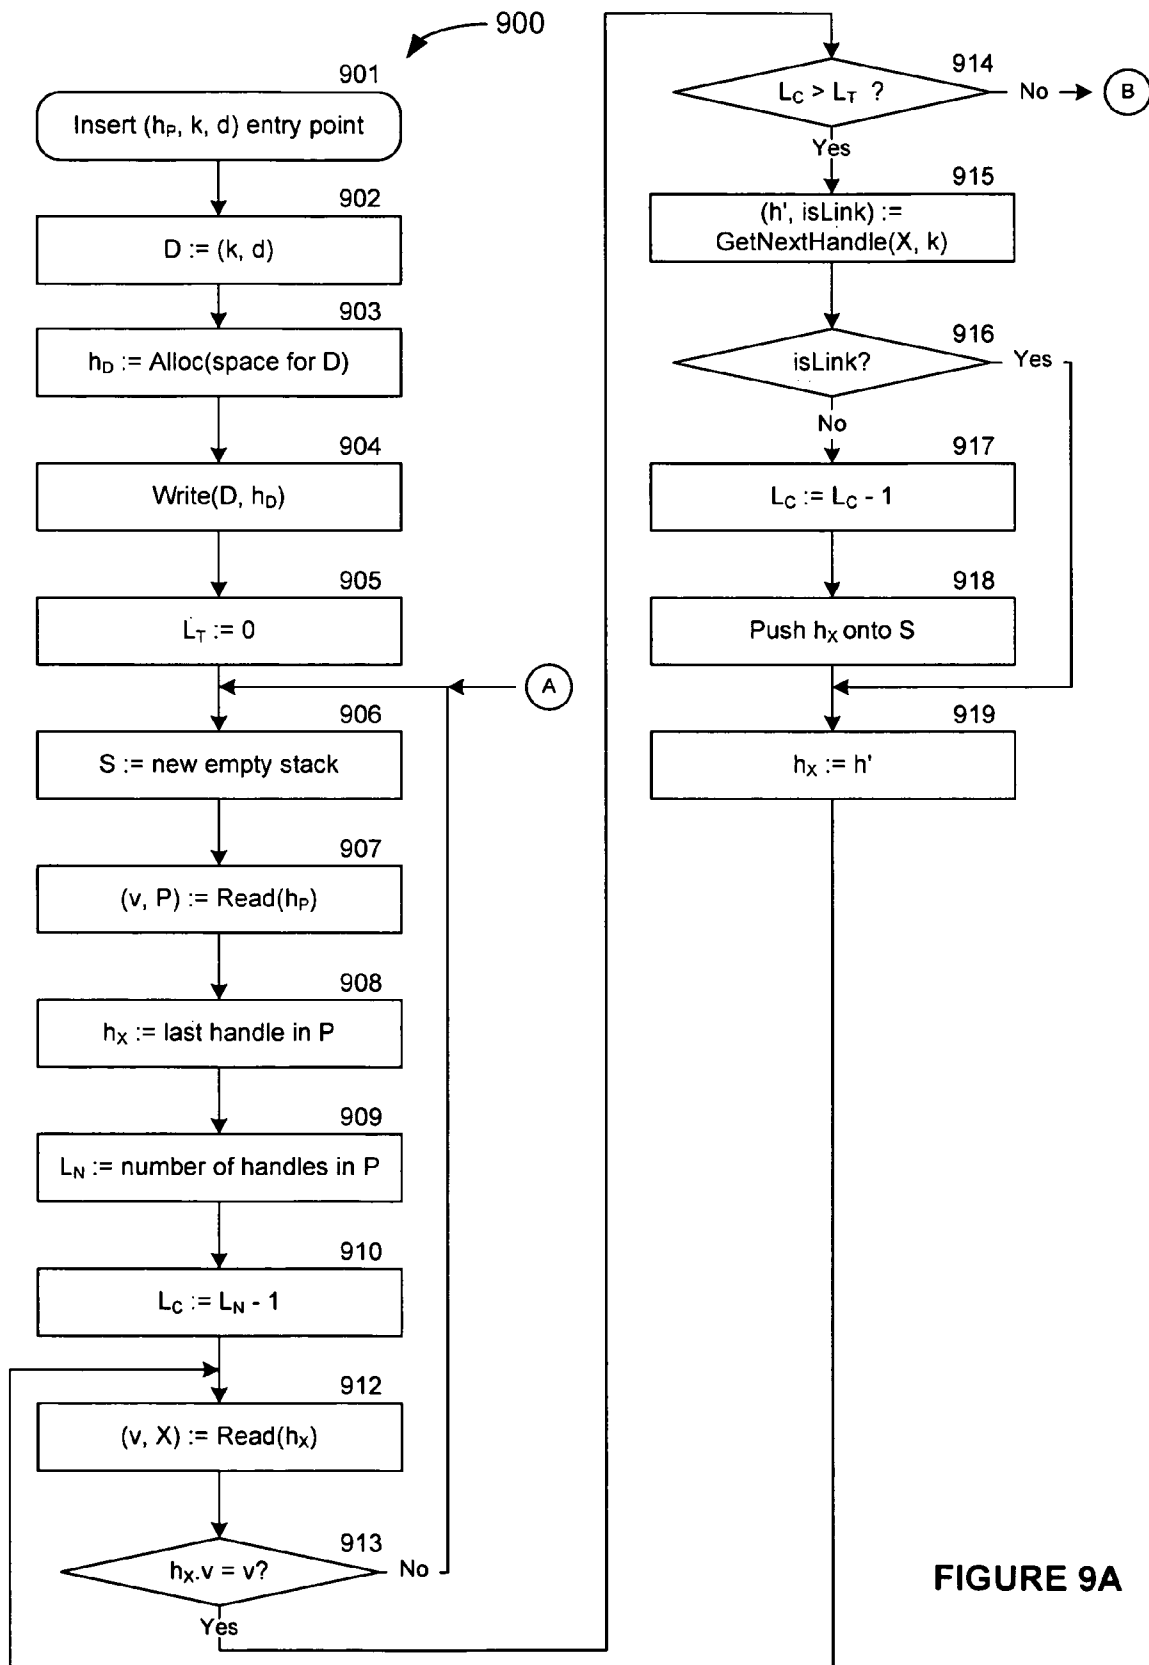 900
901
Insert (hP, k, d) entry point
902
D := (k, d)
903
hD := Alloc(space for D)
904
Write(D, hD)
905
LT := 0
A
906
S := new empty stack
907
(v, P) := Read(hP)
908
hX := last handle in P
909
LN := number of handles in P
910
LC := LN - 1
912
(v, X) := Read(hX)
913
hX.v = v?
No
Yes
914
LC > LT ?
No
B
Yes
915
(h', isLink) :=
GetNextHandle(X, k)
916
isLink?
Yes
No
917
LC := LC - 1
918
Push hX onto S
919
hX := h'
FIGURE 9A